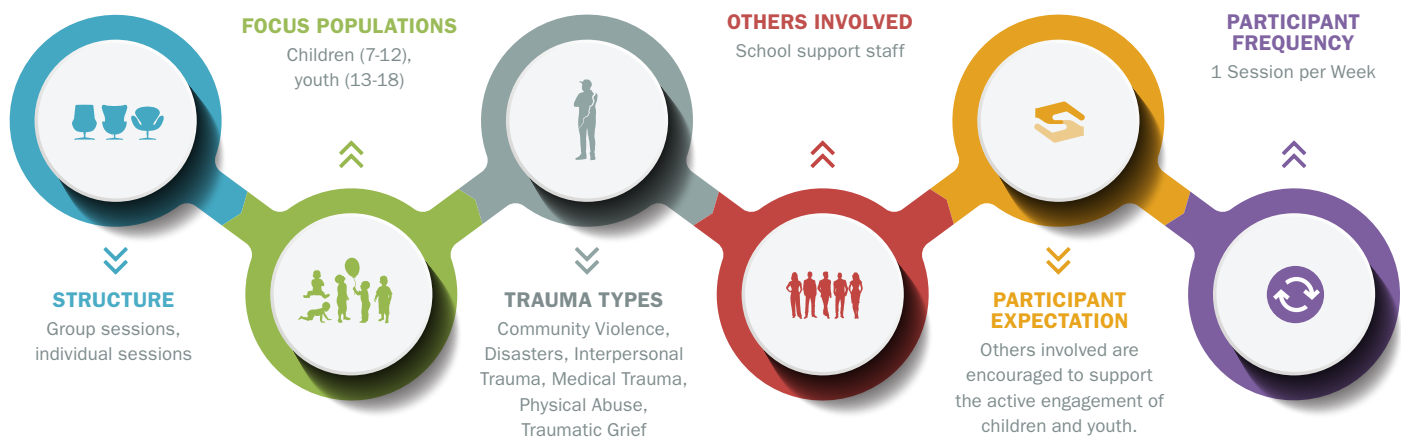 STRUCTURE
Group sessions,
individual sessions
FOCUS POPULATIONS
Children (7-12),
youth (13-18)
TRAUMA TYPES
Community Violence,
Disasters, Interpersonal
Trauma, Medical Trauma,
Physical Abuse,
Traumatic Grief
OTHERS INVOLVED
School support staff
PARTICIPANT
EXPECTATION
Others involved are
encouraged to support
the active engagement of
children and youth.
PARTICIPANT
FREQUENCY
1 Session per Week